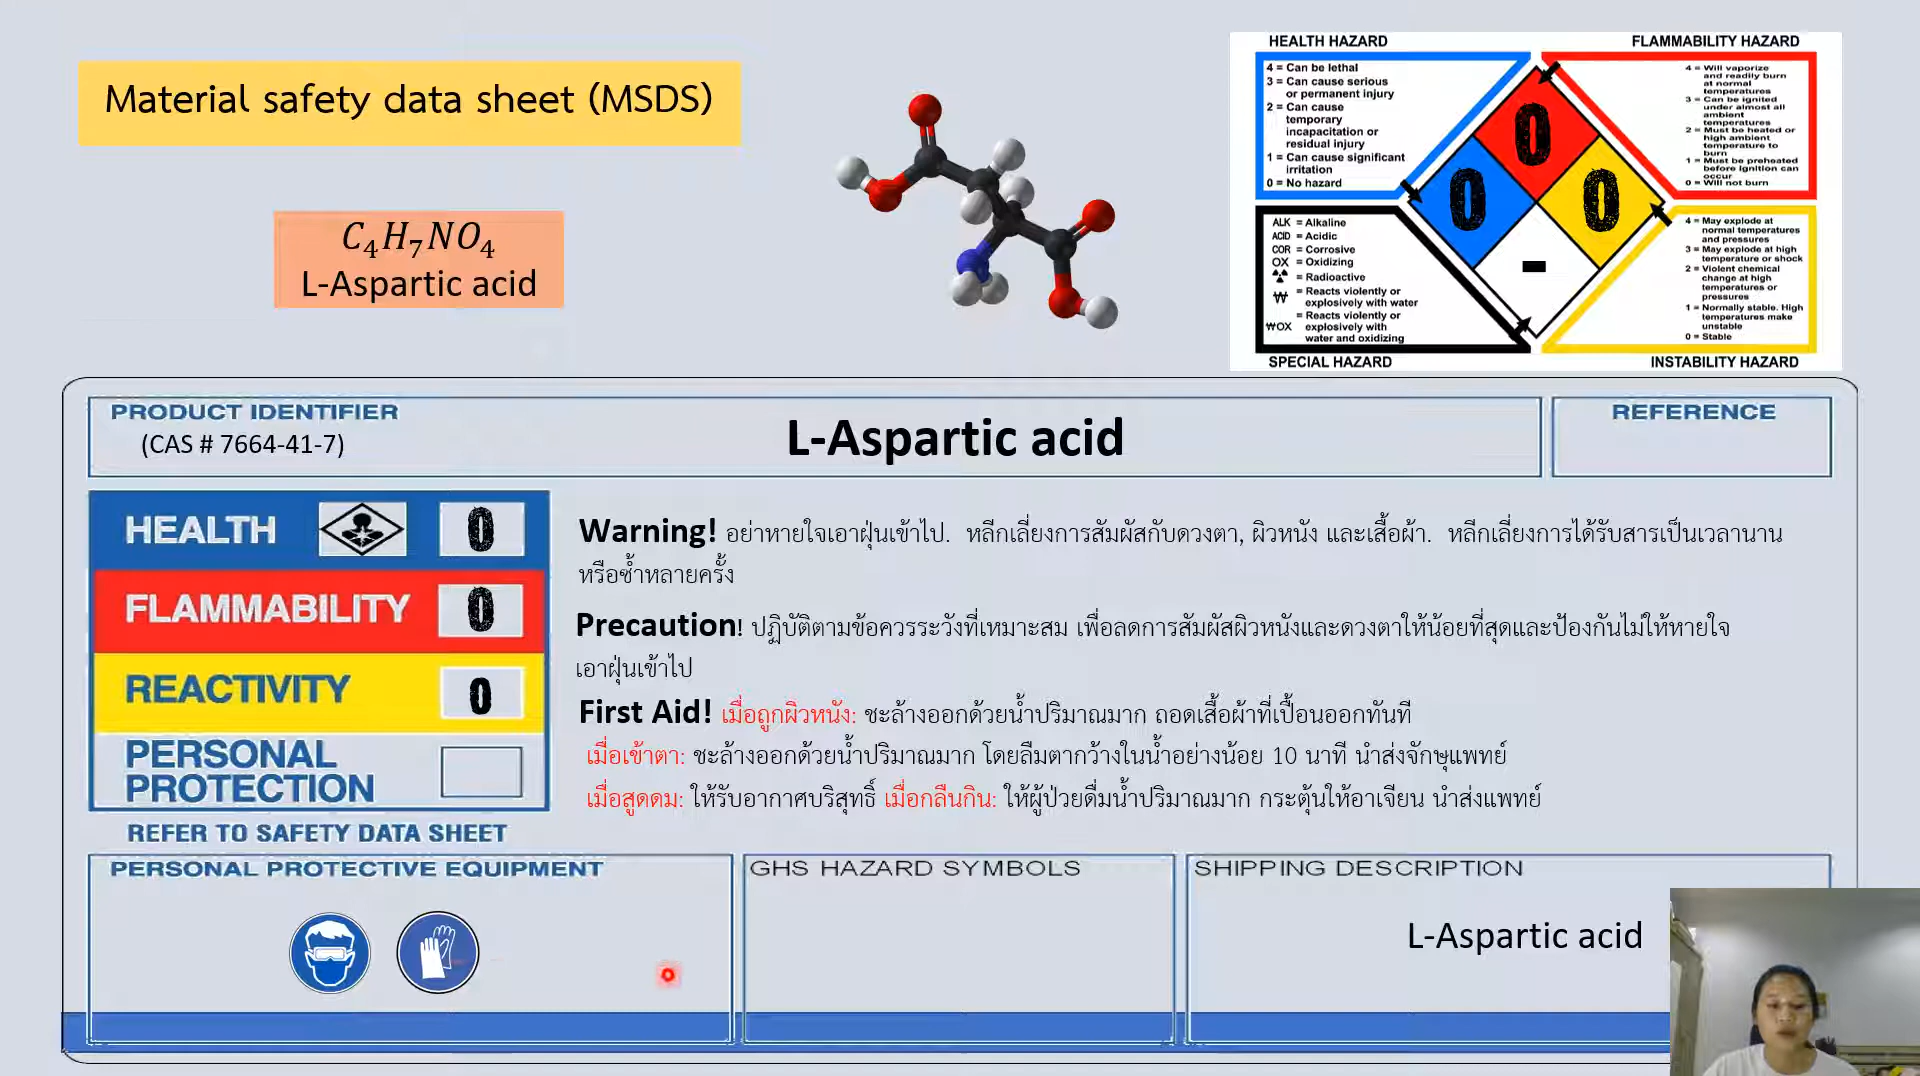 Material safety data sheet (MSDS)
C₄H₇NO₄
L-Aspartic acid
HEALTH HAZARD
4 = Can be lethal
3 = Can cause serious
or permanent injury
2 = Can cause
temporary
incapacitation or
residual injury
1 = Can cause significant
irritation
0 = No hazard
FLAMMABILITY HAZARD
4 = Will vaporize
and readily burn
at normal
temperatures
3 = Can be ignited
under almost all
ambient
temperatures
2 = Must be heated or
high ambient
temperature to
burn
1 = Must be preheated
before ignition can
occur
0 = Will not burn
0
0
0
-
ALK = Alkaline
ACID = Acidic
COR = Corrosive
OX = Oxidizing
= Radioactive
W = Reacts violently or
explosively with water
WOX = Reacts violently or
explosively with
water and oxidizing
SPECIAL HAZARD
4 = May explode at
normal temperatures
and pressures
3 = May explode at high
temperature or shock
2 = Violent chemical
change at high
temperatures or
pressures
1 = Normally stable. High
temperatures make
unstable
0 = Stable
INSTABILITY HAZARD
PRODUCT IDENTIFIER
(CAS # 7664-41-7)
L-Aspartic acid
REFERENCE
HEALTH 0
FLAMMABILITY 0
REACTIVITY 0
PERSONAL
PROTECTION
REFER TO SAFETY DATA SHEET
Warning! อย่าหายใจเอาฝุ่นเข้าไป. หลีกเลี่ยงการสัมผัสกับดวงตา, ผิวหนัง และเสื้อผ้า. หลีกเลี่ยงการได้รับสารเป็นเวลานาน
หรือซ้ำหลายครั้ง
Precaution! ปฏิบัติตามข้อควรระวังที่เหมาะสม เพื่อลดการสัมผัสผิวหนังและดวงตาให้น้อยที่สุดและป้องกันไม่ให้หายใจ
เอาฝุ่นเข้าไป
First Aid! เมื่อถูกผิวหนัง: ชะล้างออกด้วยน้ำปริมาณมาก ถอดเสื้อผ้าที่เปื้อนออกทันที
เมื่อเข้าตา: ชะล้างออกด้วยน้ำปริมาณมาก โดยลืมตากว้างในน้ำอย่างน้อย 10 นาที นำส่งจักษุแพทย์
เมื่อสูดดม: ให้รับอากาศบริสุทธิ์ เมื่อกลืนกิน: ให้ผู้ป่วยดื่มน้ำปริมาณมาก กระตุ้นให้อาเจียน นำส่งแพทย์
PERSONAL PROTECTIVE EQUIPMENT
GHS HAZARD SYMBOLS
SHIPPING DESCRIPTION
L-Aspartic acid